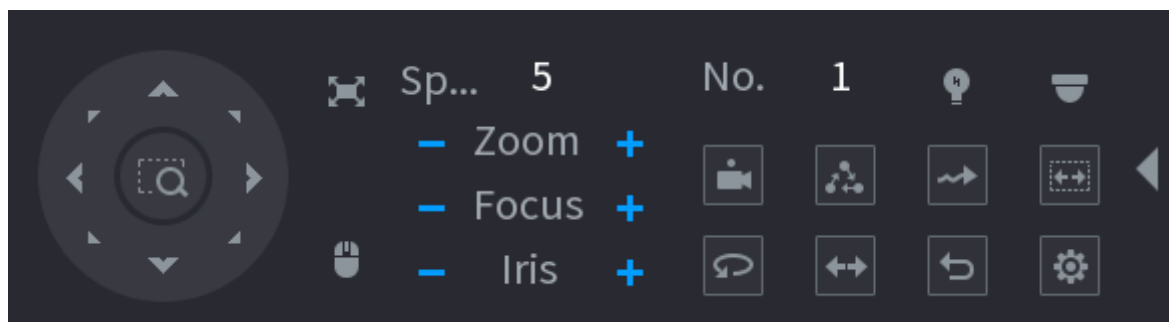 Sp... 5 No. 1
- Zoom +
- Focus +
- Iris +